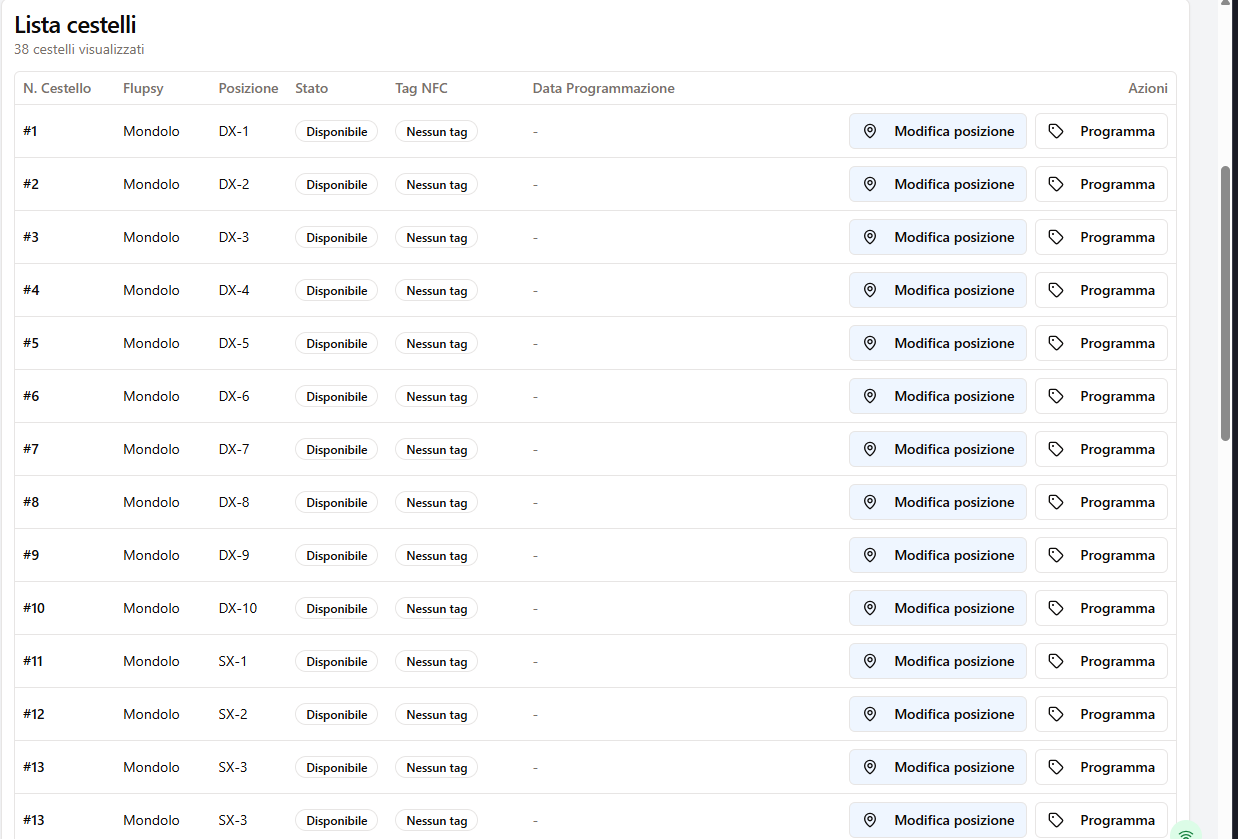 Lista cestelli
38 cestelli visualizzati
N. Cestello Flupsy Posizione Stato Tag NFC Data Programmazione Azioni
#1 Mondolo DX-1 Disponibile Nessun tag - Modifica posizione Programma
#2 Mondolo DX-2 Disponibile Nessun tag - Modifica posizione Programma
#3 Mondolo DX-3 Disponibile Nessun tag - Modifica posizione Programma
#4 Mondolo DX-4 Disponibile Nessun tag - Modifica posizione Programma
#5 Mondolo DX-5 Disponibile Nessun tag - Modifica posizione Programma
#6 Mondolo DX-6 Disponibile Nessun tag - Modifica posizione Programma
#7 Mondolo DX-7 Disponibile Nessun tag - Modifica posizione Programma
#8 Mondolo DX-8 Disponibile Nessun tag - Modifica posizione Programma
#9 Mondolo DX-9 Disponibile Nessun tag - Modifica posizione Programma
#10 Mondolo DX-10 Disponibile Nessun tag - Modifica posizione Programma
#11 Mondolo SX-1 Disponibile Nessun tag - Modifica posizione Programma
#12 Mondolo SX-2 Disponibile Nessun tag - Modifica posizione Programma
#13 Mondolo SX-3 Disponibile Nessun tag - Modifica posizione Programma
#13 Mondolo SX-3 Disponibile Nessun tag - Modifica posizione Programma